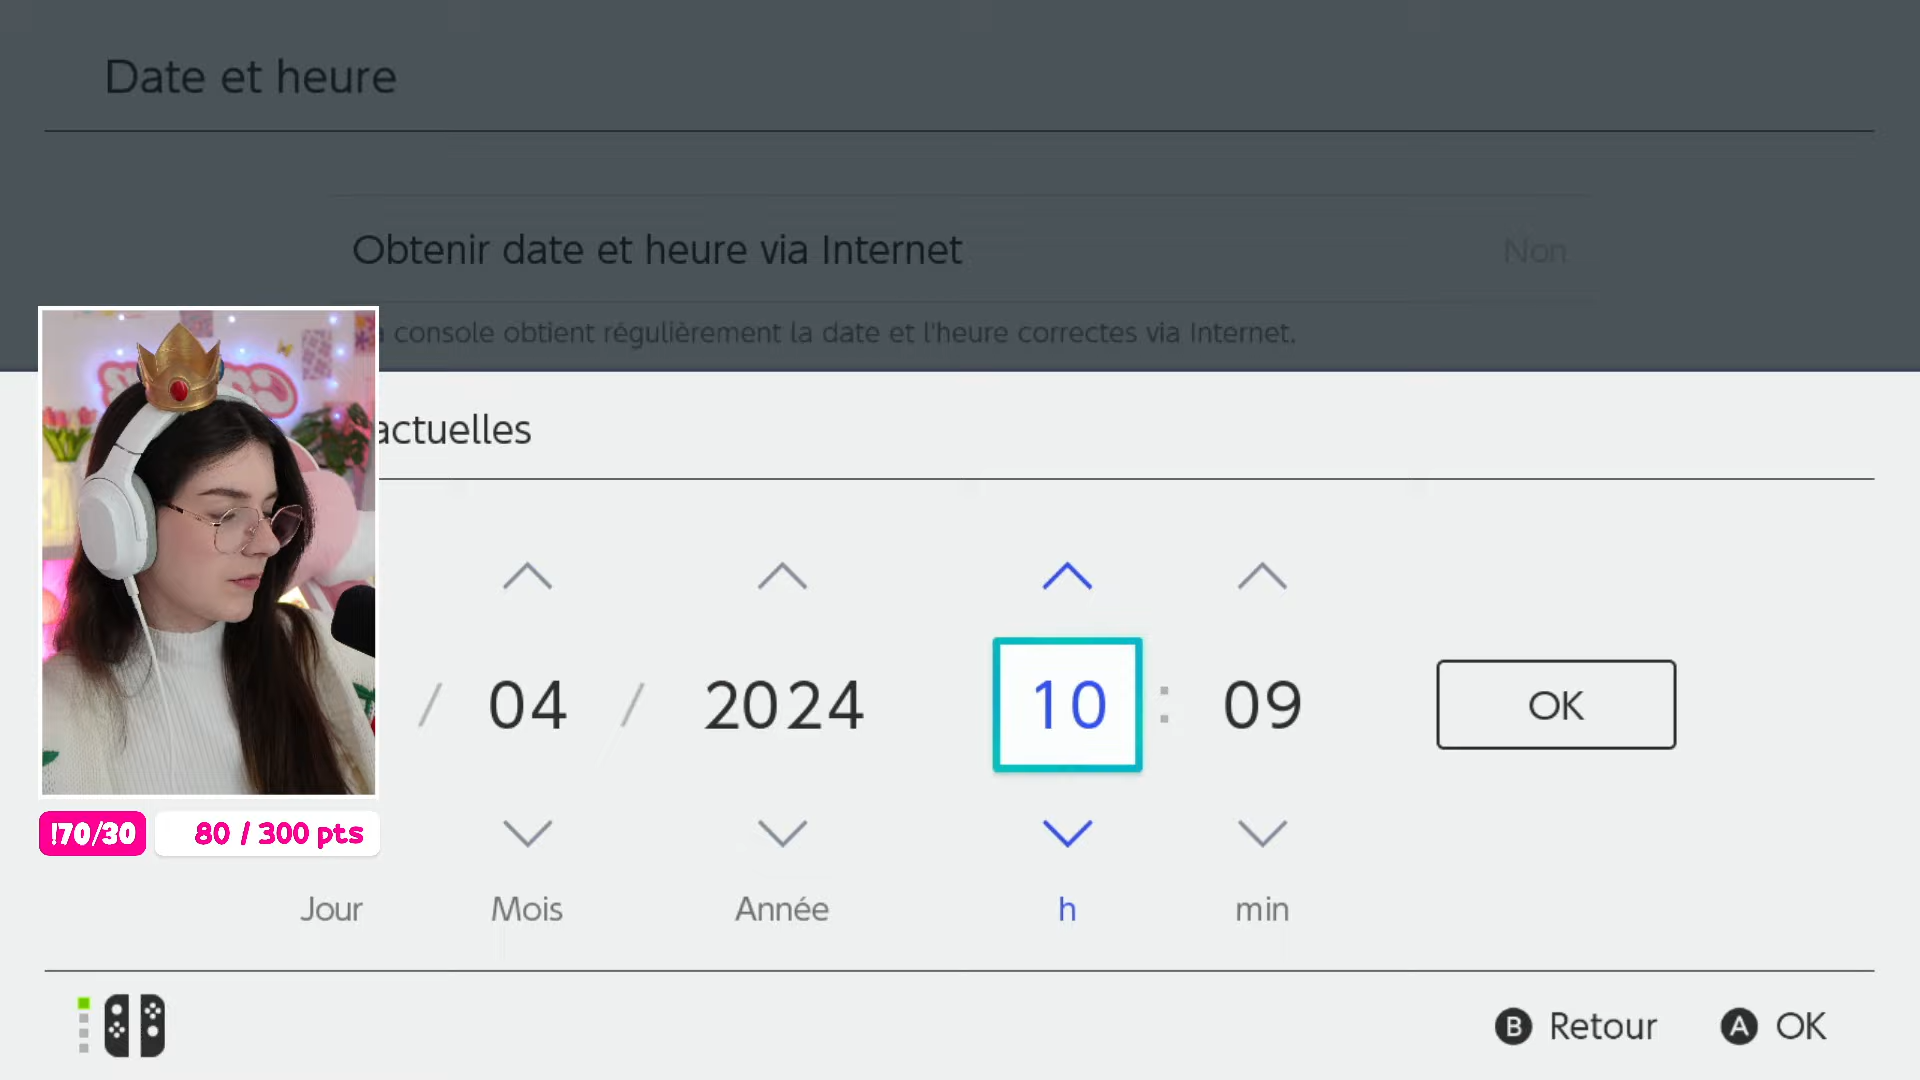 Date et heure
Obtenir date et heure via Internet
Non
console obtient régulièrement la date et l'heure correctes via Internet.
actuelles
/ 04 / 2024 10 : 09
OK
!70/30
80 / 300 pts
Jour
Mois
Année
h
min
B Retour
A OK